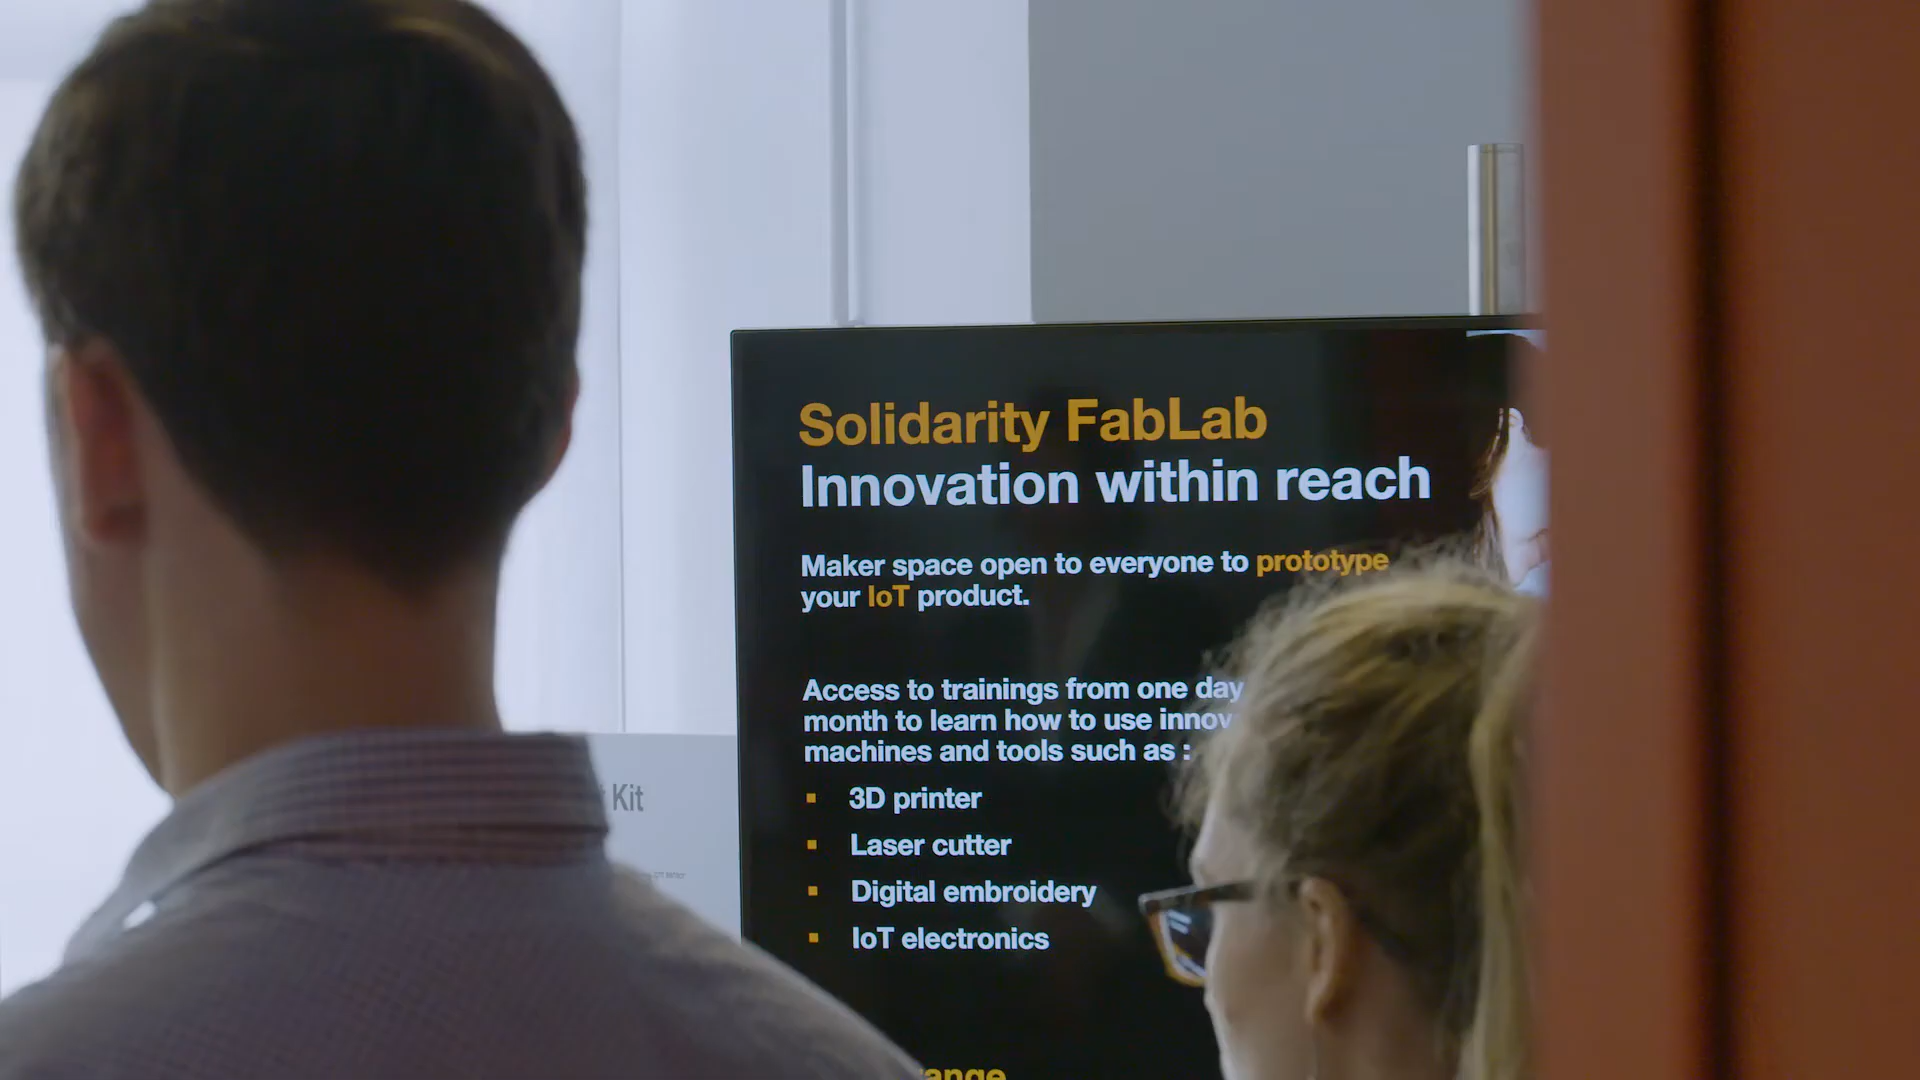 Solidarity FabLab
Innovation within reach
Maker space open to everyone to prototype
your IoT product.
Access to trainings from one day
month to learn how to use innov
machines and tools such as :
▪ 3D printer
▪ Laser cutter
▪ Digital embroidery
▪ IoT electronics
Kit